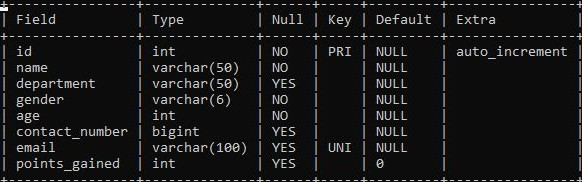 | Field | Type | Null | Key | Default | Extra |
| id | int | NO | PRI | NULL | auto_increment |
| name | varchar(50) | NO | | NULL | |
| department | varchar(50) | YES | | NULL | |
| gender | varchar(6) | NO | | NULL | |
| age | int | NO | | NULL | |
| contact_number | bigint | YES | | NULL | |
| email | varchar(100) | YES | UNI | NULL | |
| points_gained | int | YES | | 0 | |